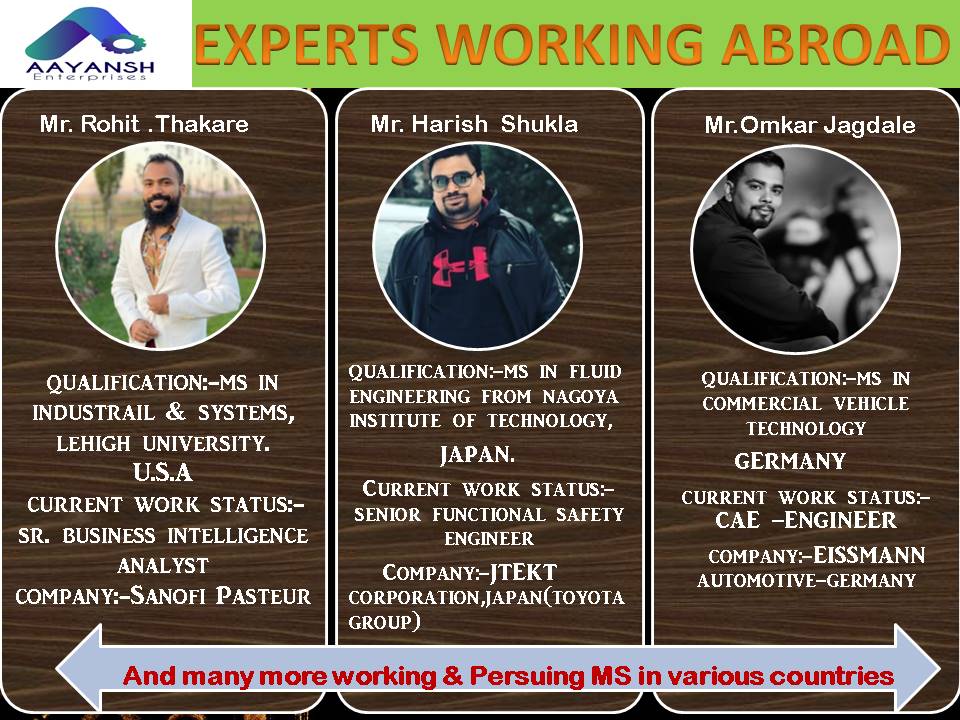 AAYANSH
Enterprises
EXPERTS WORKING ABROAD
Mr. Rohit .Thakare
QUALIFICATION:-MS IN
INDUSTRAIL & SYSTEMS,
LEHIGH UNIVERSITY.
U.S.A
CURRENT WORK STATUS:-
SR. BUSINESS INTELLIGENCE
ANALYST
COMPANY:-SANOFI PASTEUR
Mr. Harish Shukla
QUALIFICATION:-MS IN FLUID
ENGINEERING FROM NAGOYA
INSTITUTE OF TECHNOLOGY,
JAPAN.
CURRENT WORK STATUS:-
SENIOR FUNCTIONAL SAFETY
ENGINEER
COMPANY:-JTEKT
CORPORATION,JAPAN(TOYOTA
GROUP)
Mr.Omkar Jagdale
QUALIFICATION:-MS IN
COMMERCIAL VEHICLE
TECHNOLOGY
GERMANY
CURRENT WORK STATUS:-
CAE -ENGINEER
COMPANY:-EISSMANN
AUTOMOTIVE-GERMANY
And many more working & Persuing MS in various countries